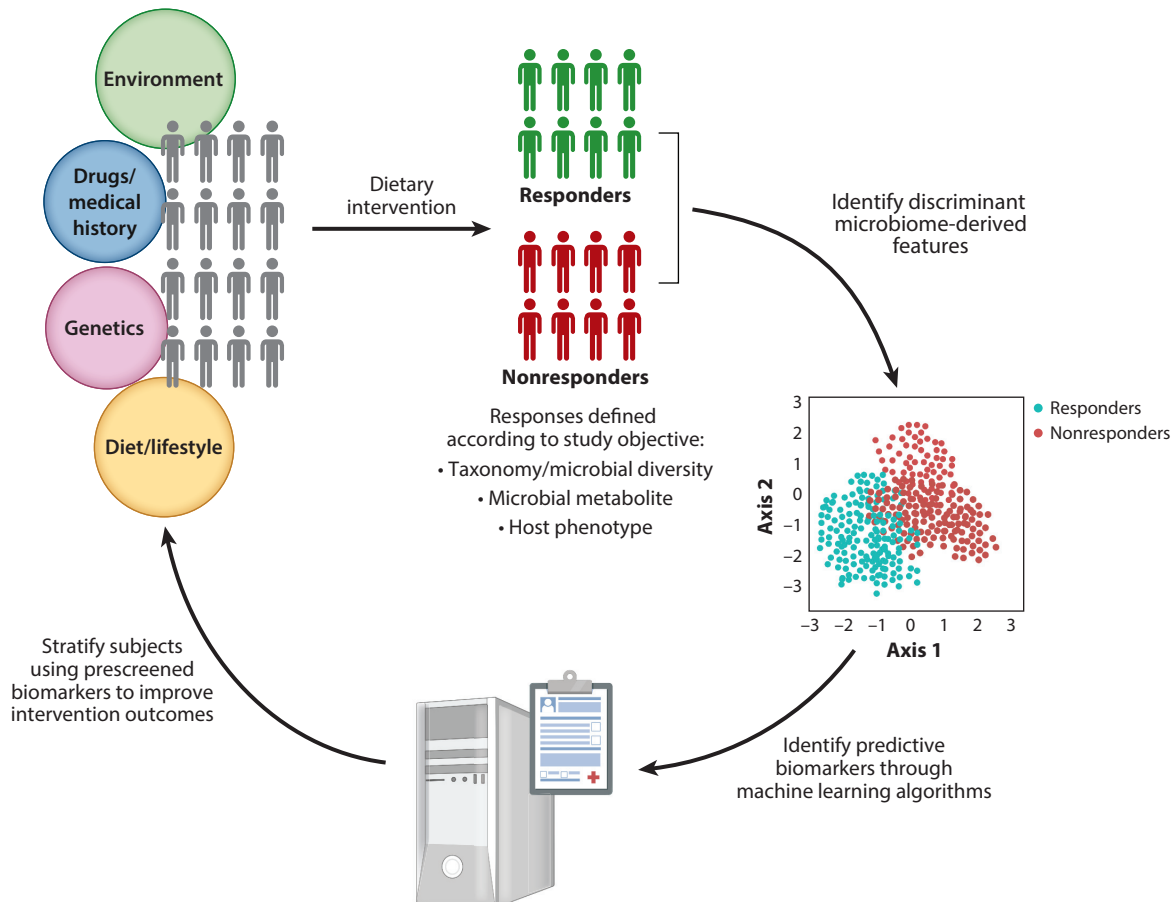 Environment
Drugs/
medical
history
Genetics
Diet/lifestyle
Dietary
intervention
Responders
Nonresponders
Responses defined
according to study objective:
• Taxonomy/microbial diversity
• Microbial metabolite
• Host phenotype
Identify discriminant
microbiome-derived
features
Responders
Nonresponders
3
2
1
0
–1
–2
–3
Axis 2
–3 –2 –1 0 1 2 3
Axis 1
Identify predictive
biomarkers through
machine learning algorithms
Stratify subjects
using prescreened
biomarkers to improve
intervention outcomes